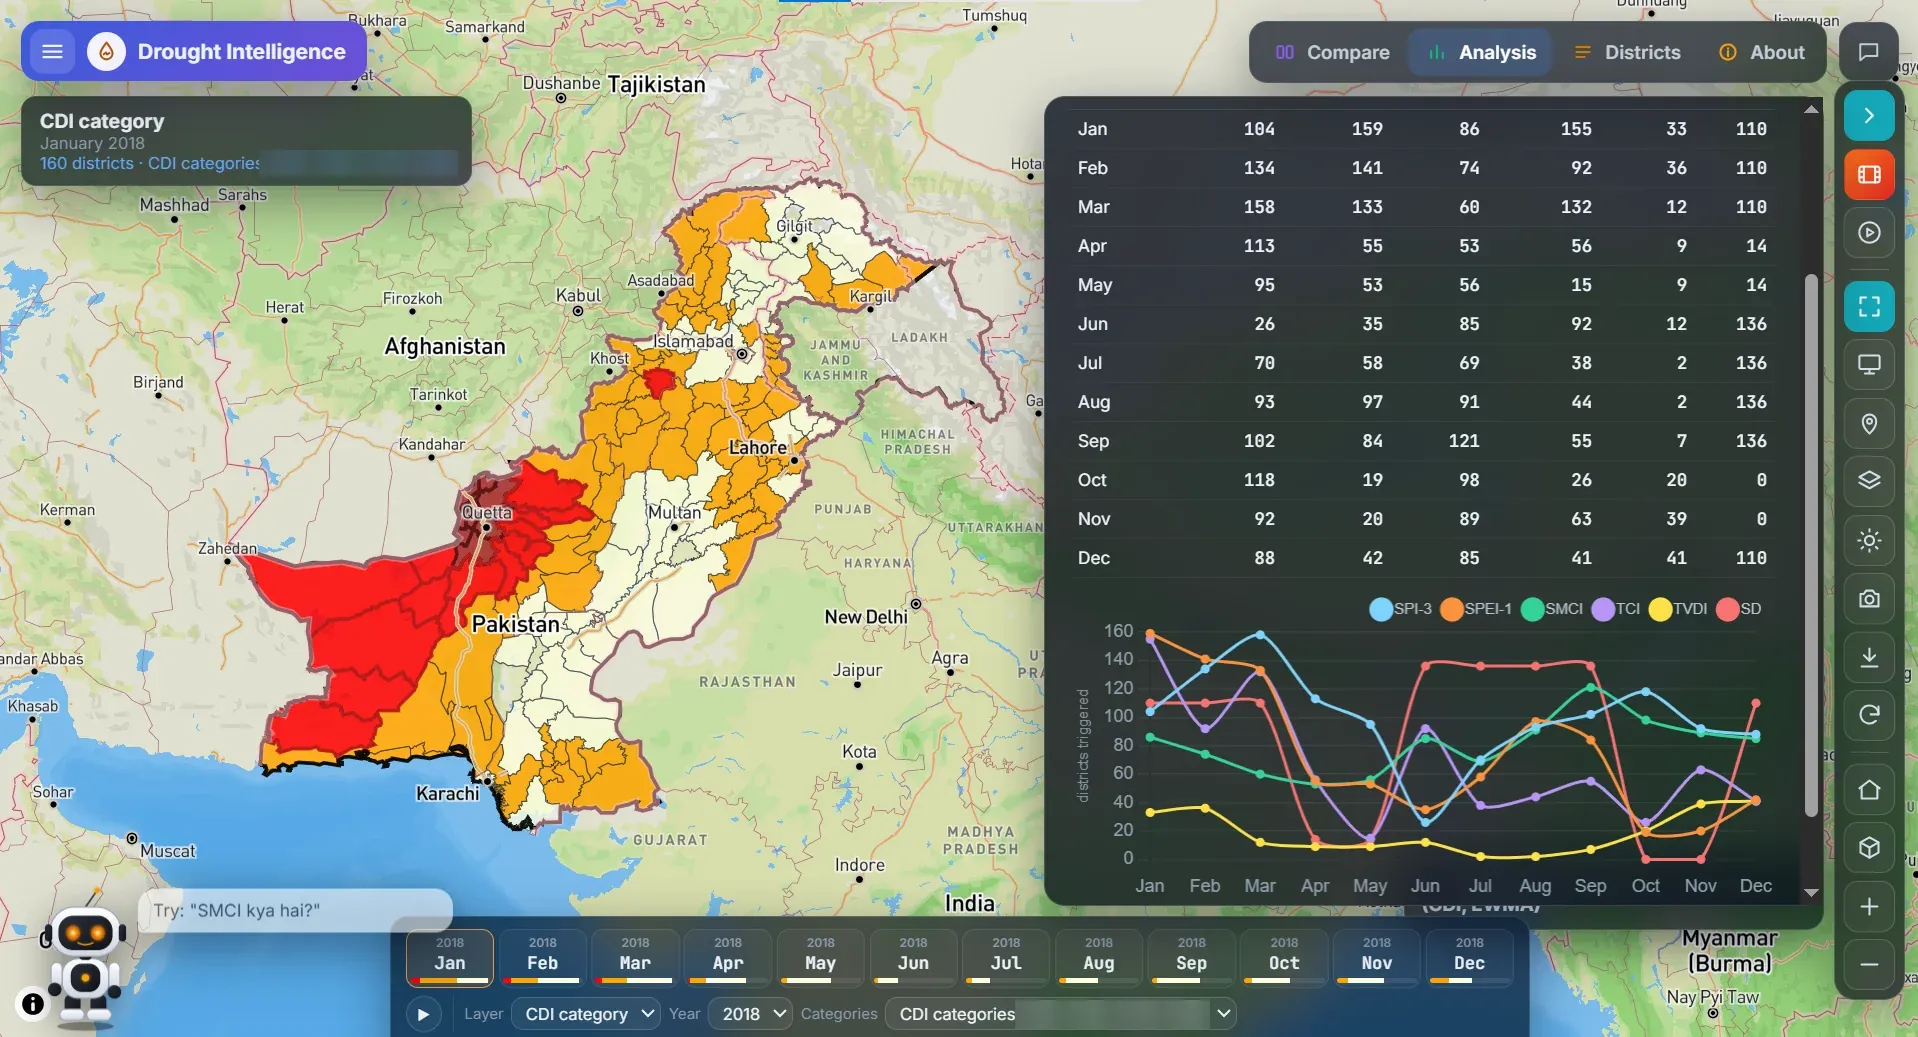 Drought Intelligence
CDI category
January 2018
160 districts · CDI categories
Compare
Analysis
Districts
About
Jan 104 159 86 155 33 110
Feb 134 141 74 92 36 110
Mar 158 133 60 132 12 110
Apr 113 55 53 56 9 14
May 95 53 56 15 9 14
Jun 26 35 85 92 12 136
Jul 70 58 69 38 2 136
Aug 93 97 91 44 2 136
Sep 102 84 121 55 7 136
Oct 118 19 98 26 20 0
Nov 92 20 89 63 39 0
Dec 88 42 85 41 41 110
SPI-3 SPEI-1 SMCI TCI TVDI SD
districts triggered
160
140
120
100
80
60
40
20
0
Jan Feb Mar Apr May Jun Jul Aug Sep Oct Nov Dec
(CDI, EWMA)
Bukhara
Samarkand
Tumshuq
Dushanbe
Tajikistan
Mashhad
Sarahs
Gilgit
Asadabad
Kargil
Herat
Firozkoh
Kabul
LADAKH
Afghanistan
Islamabad
JAMMU
AND
KASHMIR
Khost
Birjand
Tarinkot
Kandahar
Lahore
HIMACHAL
PRADESH
Kerman
Quetta
Multan
PUNJAB
UTTARAKHAN
Zahedan
HARYANA
New Delhi
Pakistan
Agra
Jaipur
RAJASTHAN
andar Abbas
Khasab
Kota
Karachi
Sohar
GUJARAT
MADHYA
PRADESH
Muscat
Indore
India
Myanmar
(Burma)
Nay Pyi Taw
Try: "SMCI kya hai?"
2018 2018 2018 2018 2018 2018 2018 2018 2018 2018 2018 2018
Jan Feb Mar Apr May Jun Jul Aug Sep Oct Nov Dec
Layer CDI category Year 2018 Categories CDI categories